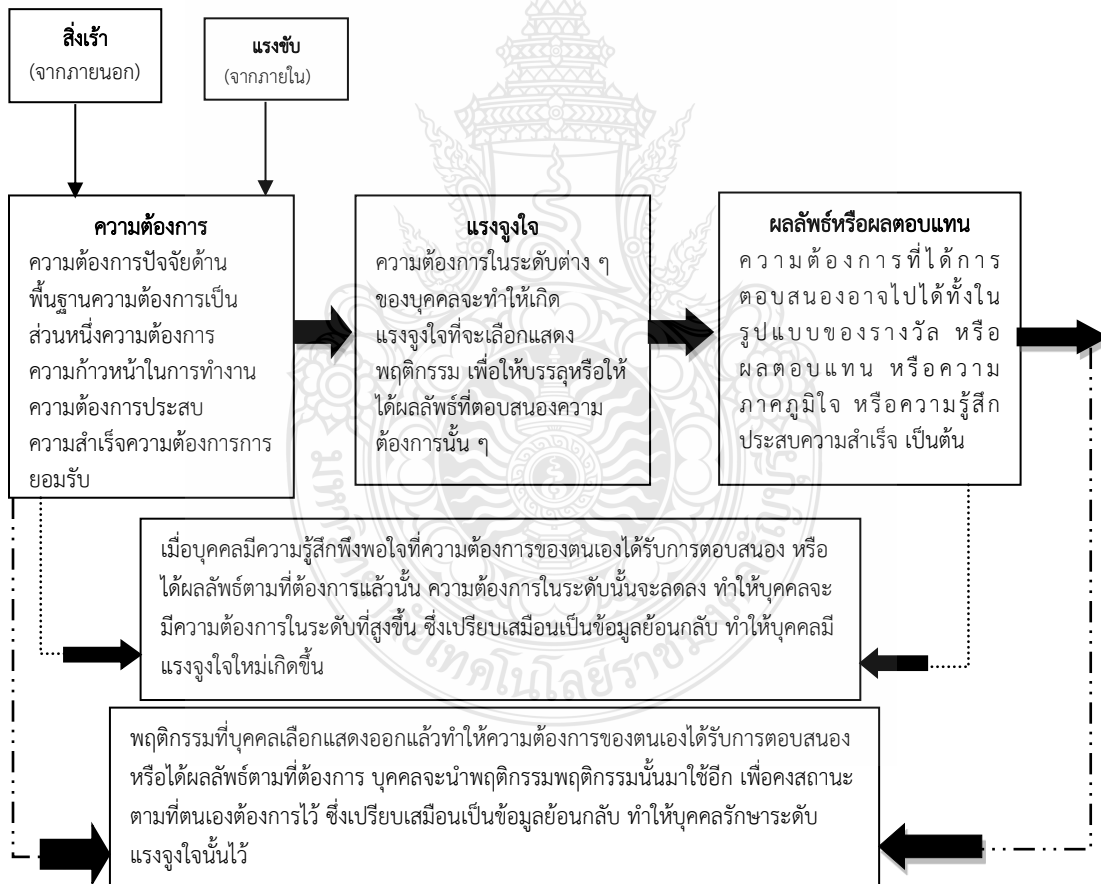 สิ่งเร้า
(จากภายนอก)
แรงขับ
(จากภายใน)
ความต้องการ
ความต้องการปัจจัยด้าน
พื้นฐานความต้องการเป็น
ส่วนหนึ่งความต้องการ
ความก้าวหน้าในการทำงาน
ความต้องการประสบ
ความสำเร็จความต้องการการ
ยอมรับ
แรงจูงใจ
ความต้องการในระดับต่าง ๆ
ของบุคคลจะทำให้เกิด
แรงจูงใจที่จะเลือกแสดง
พฤติกรรม เพื่อให้บรรลุหรือให้
ได้ผลลัพธ์ที่ตอบสนองความ
ต้องการนั้น ๆ
ผลลัพธ์หรือผลตอบแทน
ความต้องการที่ได้การ
ตอบสนองอาจไปได้ทั้งใน
รูปแบบของรางวัล หรือ
ผลตอบแทน หรือความ
ภาคภูมิใจ หรือความรู้สึก
ประสบความสำเร็จ เป็นต้น
เมื่อบุคคลมีความรู้สึกพึงพอใจที่ความต้องการของตนเองได้รับการตอบสนอง หรือ
ได้ผลลัพธ์ตามที่ต้องการแล้วนั้น ความต้องการในระดับนั้นจะลดลง ทำให้บุคคลจะ
มีความต้องการในระดับที่สูงขึ้น ซึ่งเปรียบเสมือนเป็นข้อมูลย้อนกลับ ทำให้บุคคลมี
แรงจูงใจใหม่เกิดขึ้น
พฤติกรรมที่บุคคลเลือกแสดงออกแล้วทำให้ความต้องการของตนเองได้รับการตอบสนอง
หรือได้ผลลัพธ์ตามที่ต้องการ บุคคลจะนำพฤติกรรมพฤติกรรมนั้นมาใช้อีก เพื่อคงสถานะ
ตามที่ตนเองต้องการไว้ ซึ่งเปรียบเสมือนเป็นข้อมูลย้อนกลับ ทำให้บุคคลรักษาระดับ
แรงจูงใจนั้นไว้